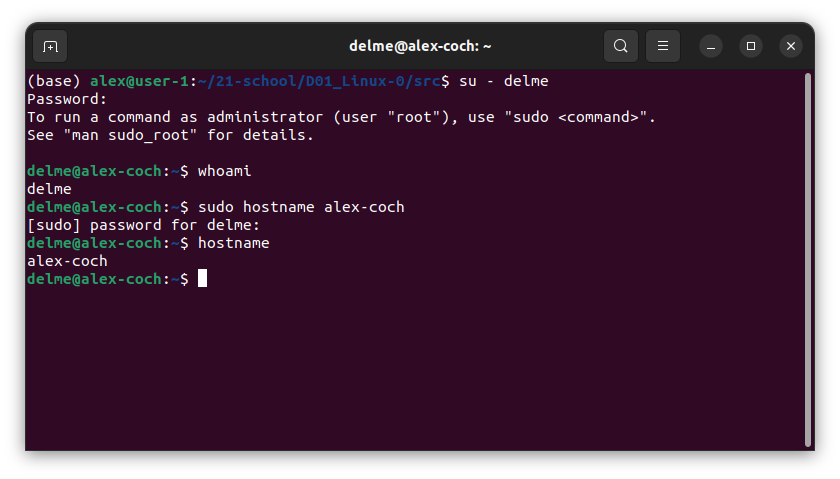 delme@alex-coch: ~
(base) alex@user-1:~/21-school/D01_Linux-0/src$ su - delme
Password:
To run a command as administrator (user "root"), use "sudo <command>".
See "man sudo_root" for details.
delme@alex-coch:~$ whoami
delme
delme@alex-coch:~$ sudo hostname alex-coch
[sudo] password for delme:
delme@alex-coch:~$ hostname
alex-coch
delme@alex-coch:~$